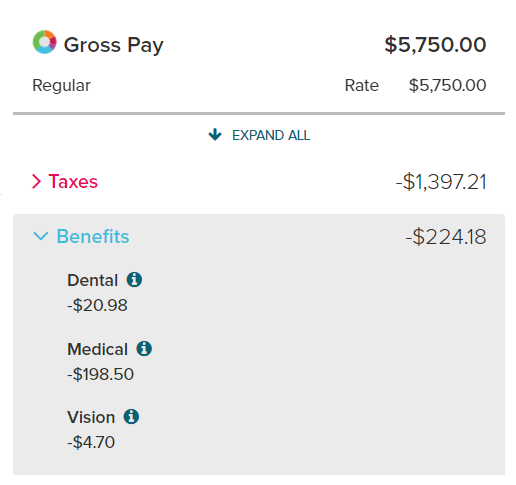 Gross Pay $5,750.00
Regular Rate $5,750.00
EXPAND ALL
Taxes -$1,397.21
Benefits -$224.18
Dental
-$20.98
Medical
-$198.50
Vision
-$4.70